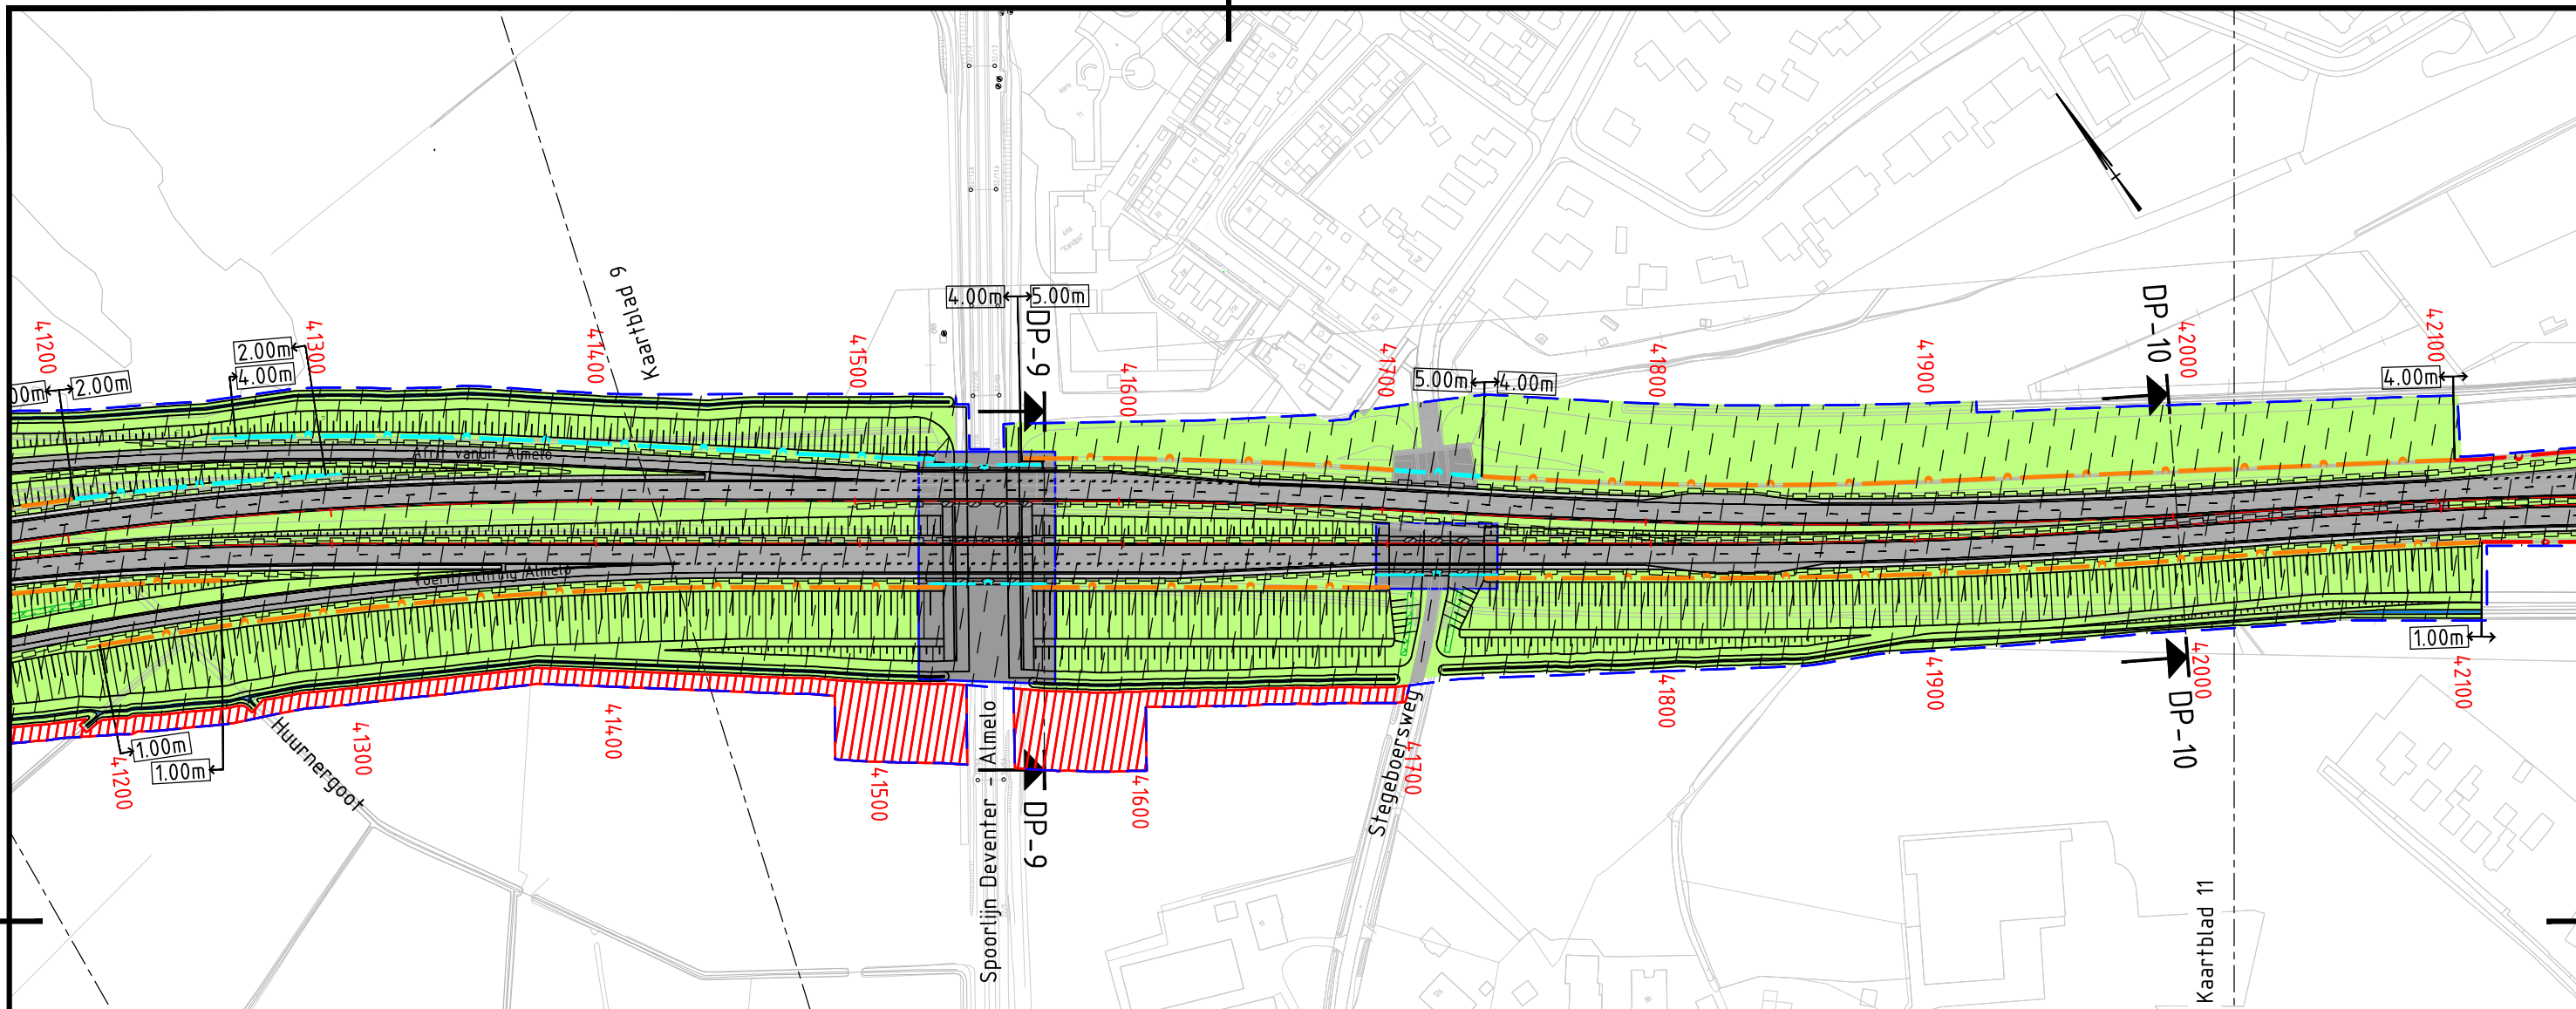 Kaartblad 9
4.00m
5.00m
DP-9
DP-10
41200
41300
41400
41500
41600
41700
41800
41900
42000
42100
2.00m
4.00m
2.00m
5.00m
4.00m
4.00m
Afrit vanuit Almelo
Toerit richting Almelo
1.00m
1.00m
1.00m
Huurnergoot
Spoorlijn Deventer - Almelo
Stegeboersweg
41200
41300
41400
41500
41600
41700
41800
41900
42000
42100
DP-9
DP-10
Kaartblad 11